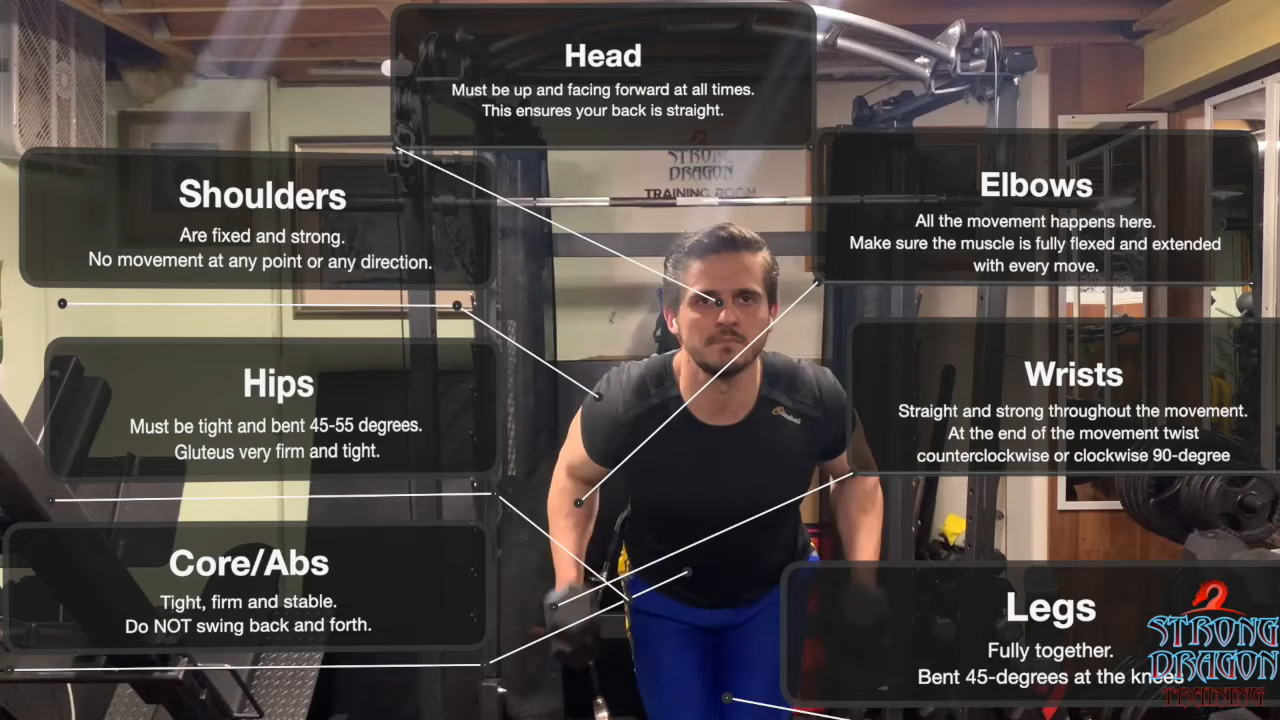 Head
Must be up and facing forward at all times.
This ensures your back is straight.
STRONG
DRAGON
TRAINING ROOM
Shoulders
Are fixed and strong.
No movement at any point or any direction.
Elbows
All the movement happens here.
Make sure the muscle is fully flexed and extended
with every move.
Hips
Must be tight and bent 45-55 degrees.
Gluteus very firm and tight.
Wrists
Straight and strong throughout the movement.
At the end of the movement twist
counterclockwise or clockwise 90-degree
Core/Abs
Tight, firm and stable.
Do NOT swing back and forth.
Legs
Fully together.
Bent 45-degrees at the knees.
STRONG
DRAGON
TRAINING